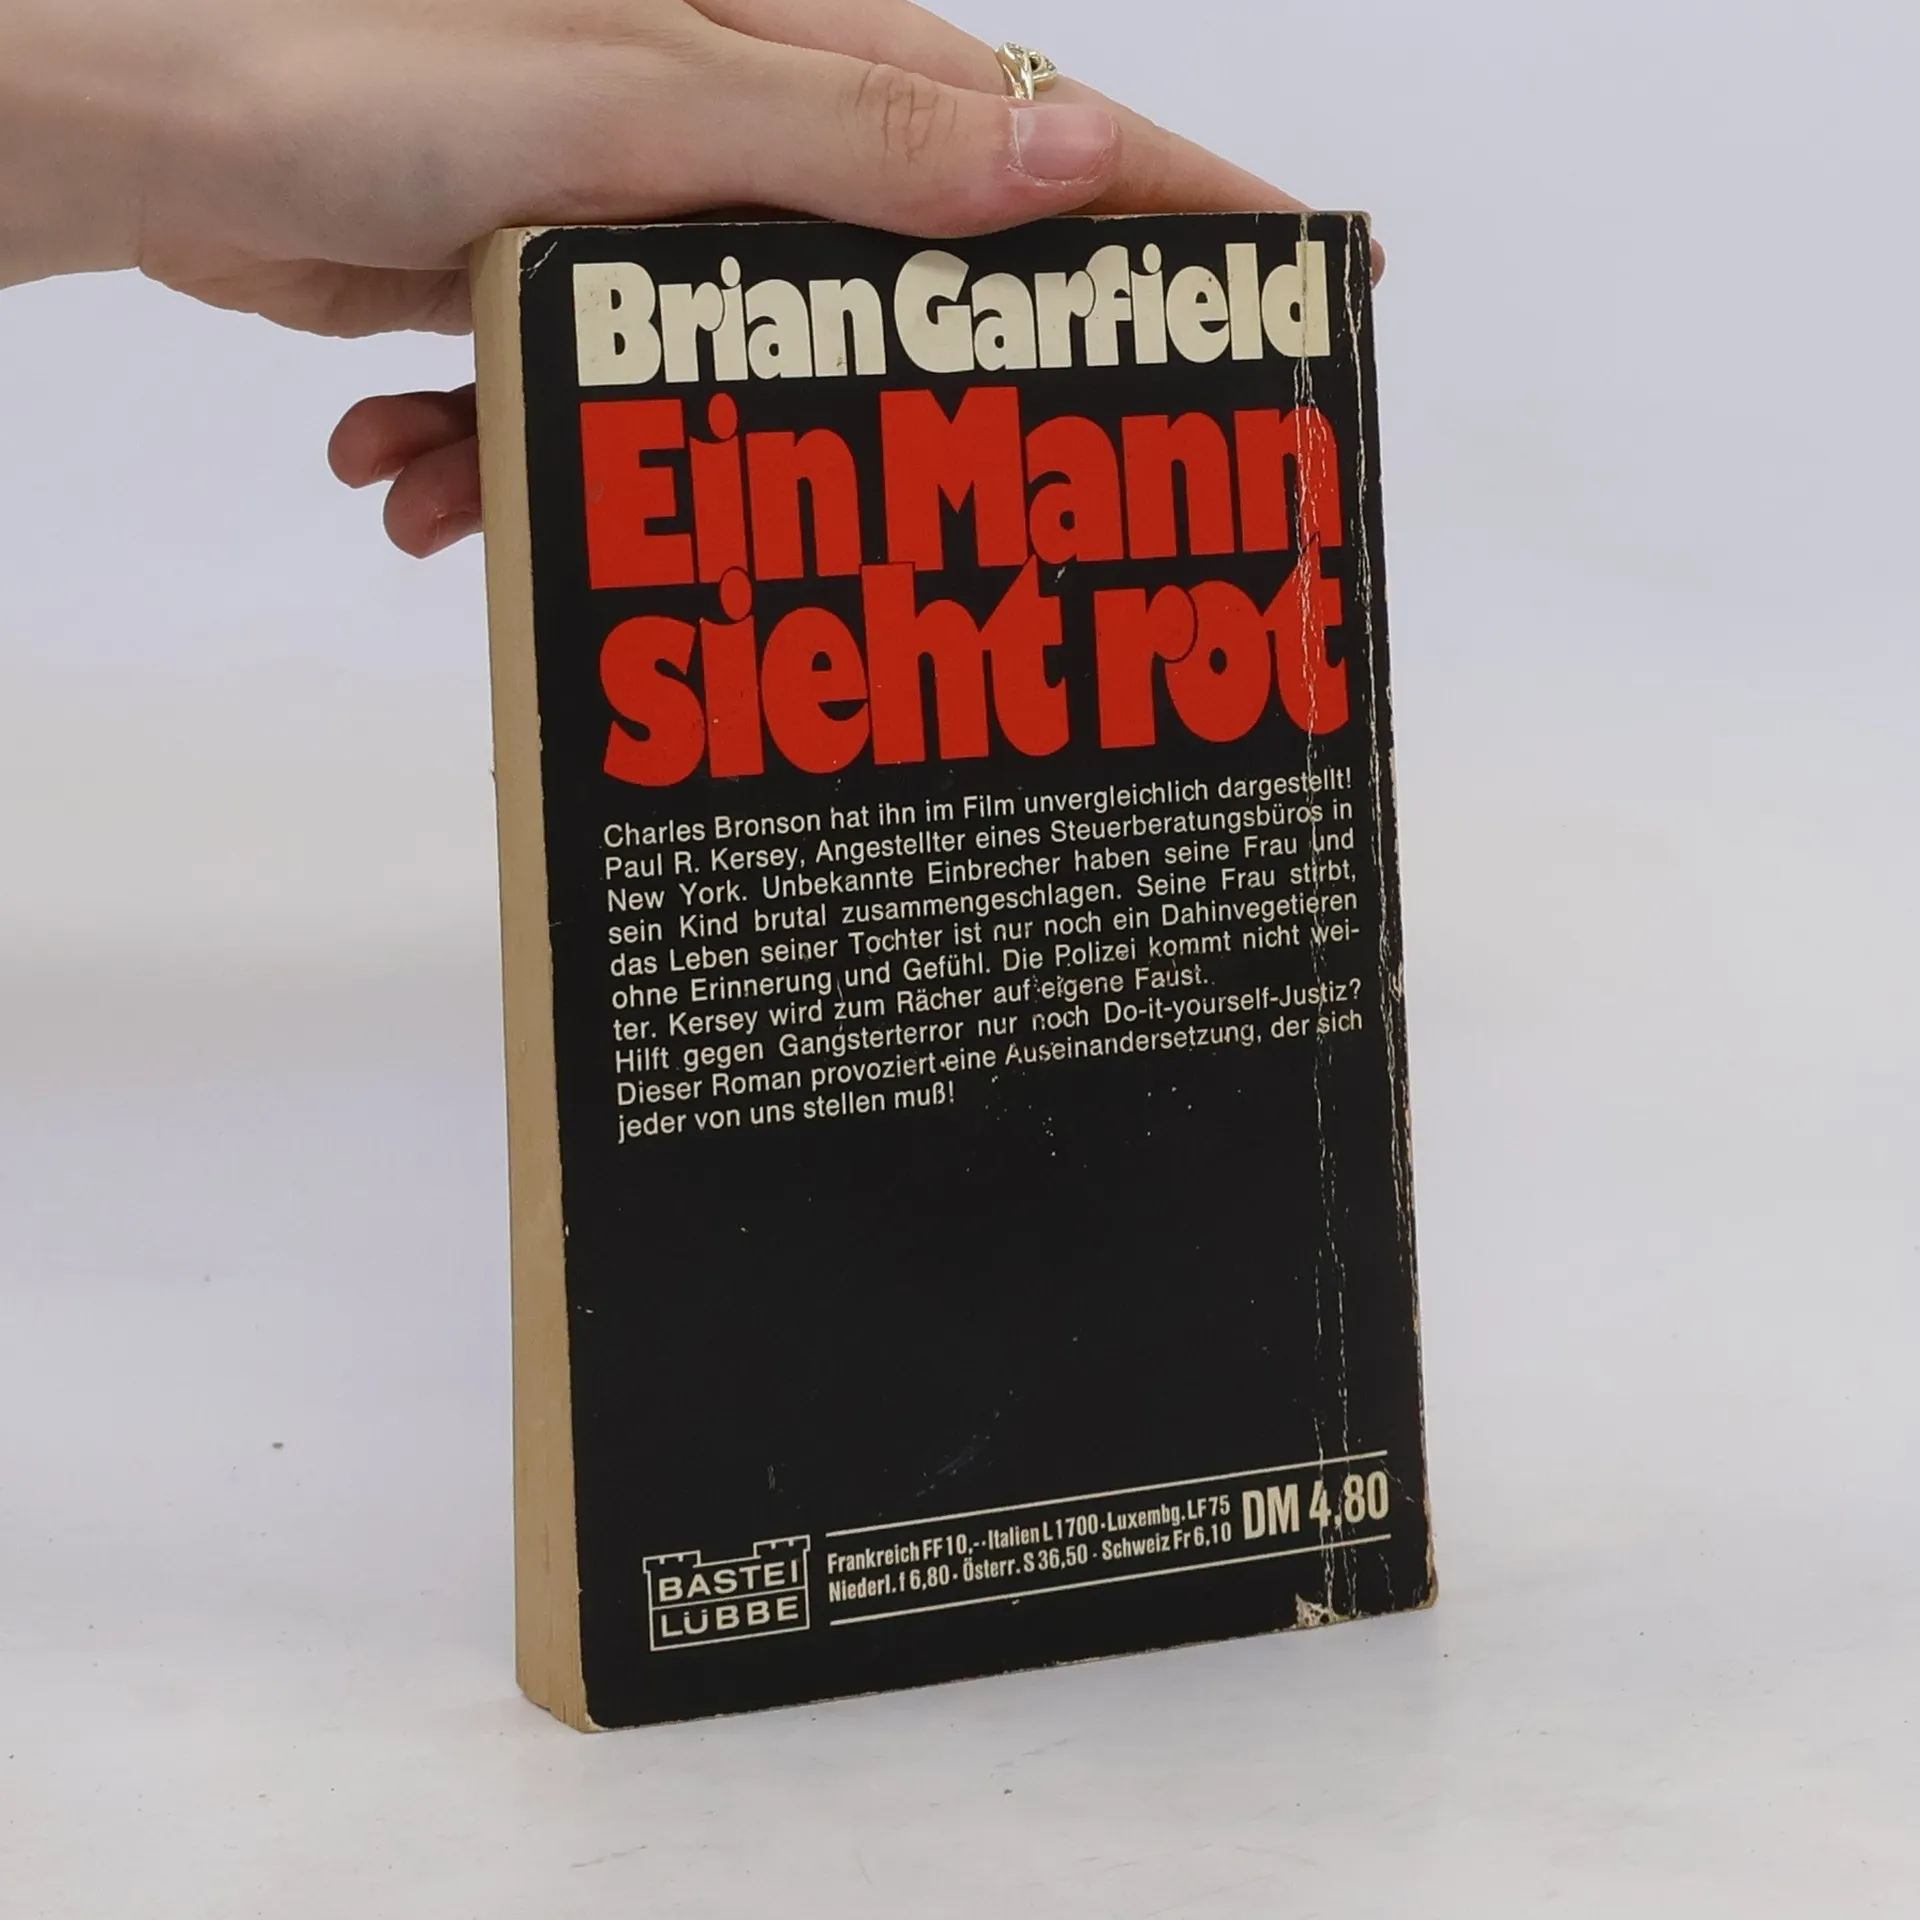 Brian Garfield
Ein Mann
sieht rot
Charles Bronson hat ihn im Film unvergleichlich dargestellt!
Paul R. Kersey, Angestellter eines Steuerberatungsbüros in
New York. Unbekannte Einbrecher haben seine Frau und
sein Kind brutal zusammengeschlagen. Seine Frau stirbt,
das Leben seiner Tochter ist nur noch ein Dahinvegetieren
ohne Erinnerung und Gefühl. Die Polizei kommt nicht wei-
ter. Kersey wird zum Rächer auf eigene Faust.
Hilft gegen Gangsterterror nur noch Do-it-yourself-Justiz?
Dieser Roman provoziert eine Auseinandersetzung, der sich
jeder von uns stellen muß!
BASTEI
LÜBBE
Frankreich FF 10,-·Italien L 1700·Luxembg. LF 75
Niederl. f 6,80·Österr. S 36,50·Schweiz Fr 6,10
DM 4,80